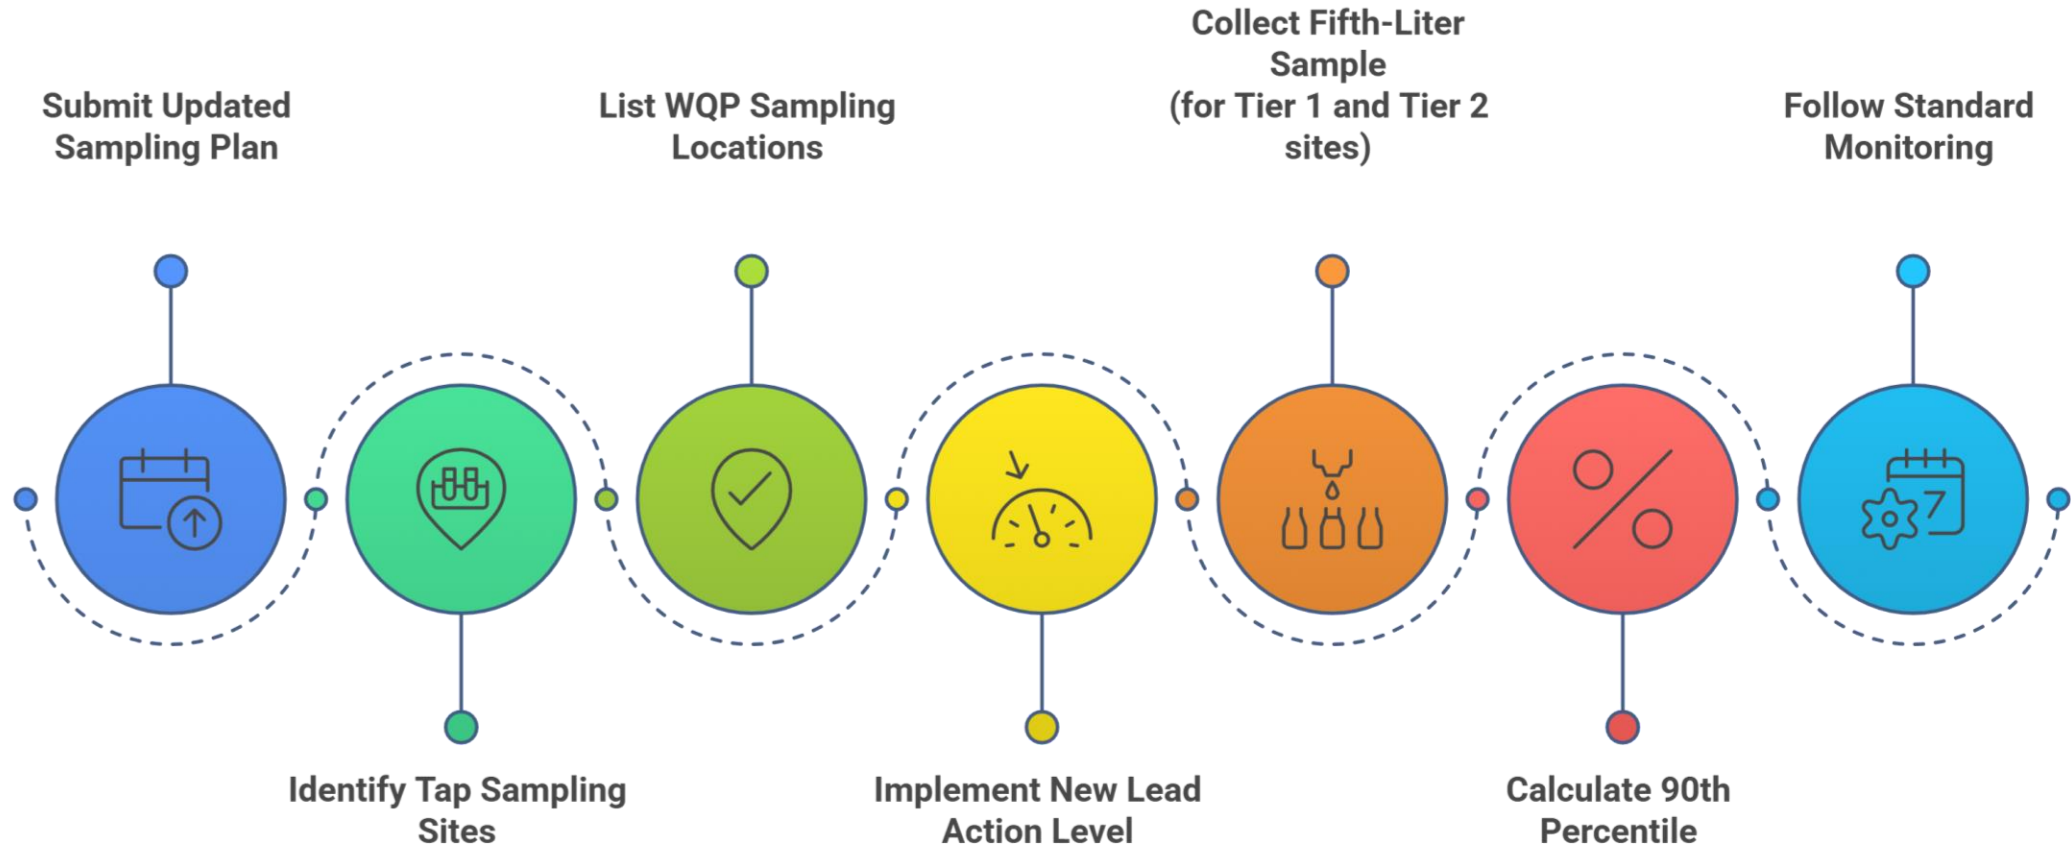 Submit Updated
Sampling Plan
Identify Tap Sampling
Sites
List WQP Sampling
Locations
Implement New Lead
Action Level
Collect Fifth-Liter
Sample
(for Tier 1 and Tier 2
sites)
Calculate 90th
Percentile
Follow Standard
Monitoring
7